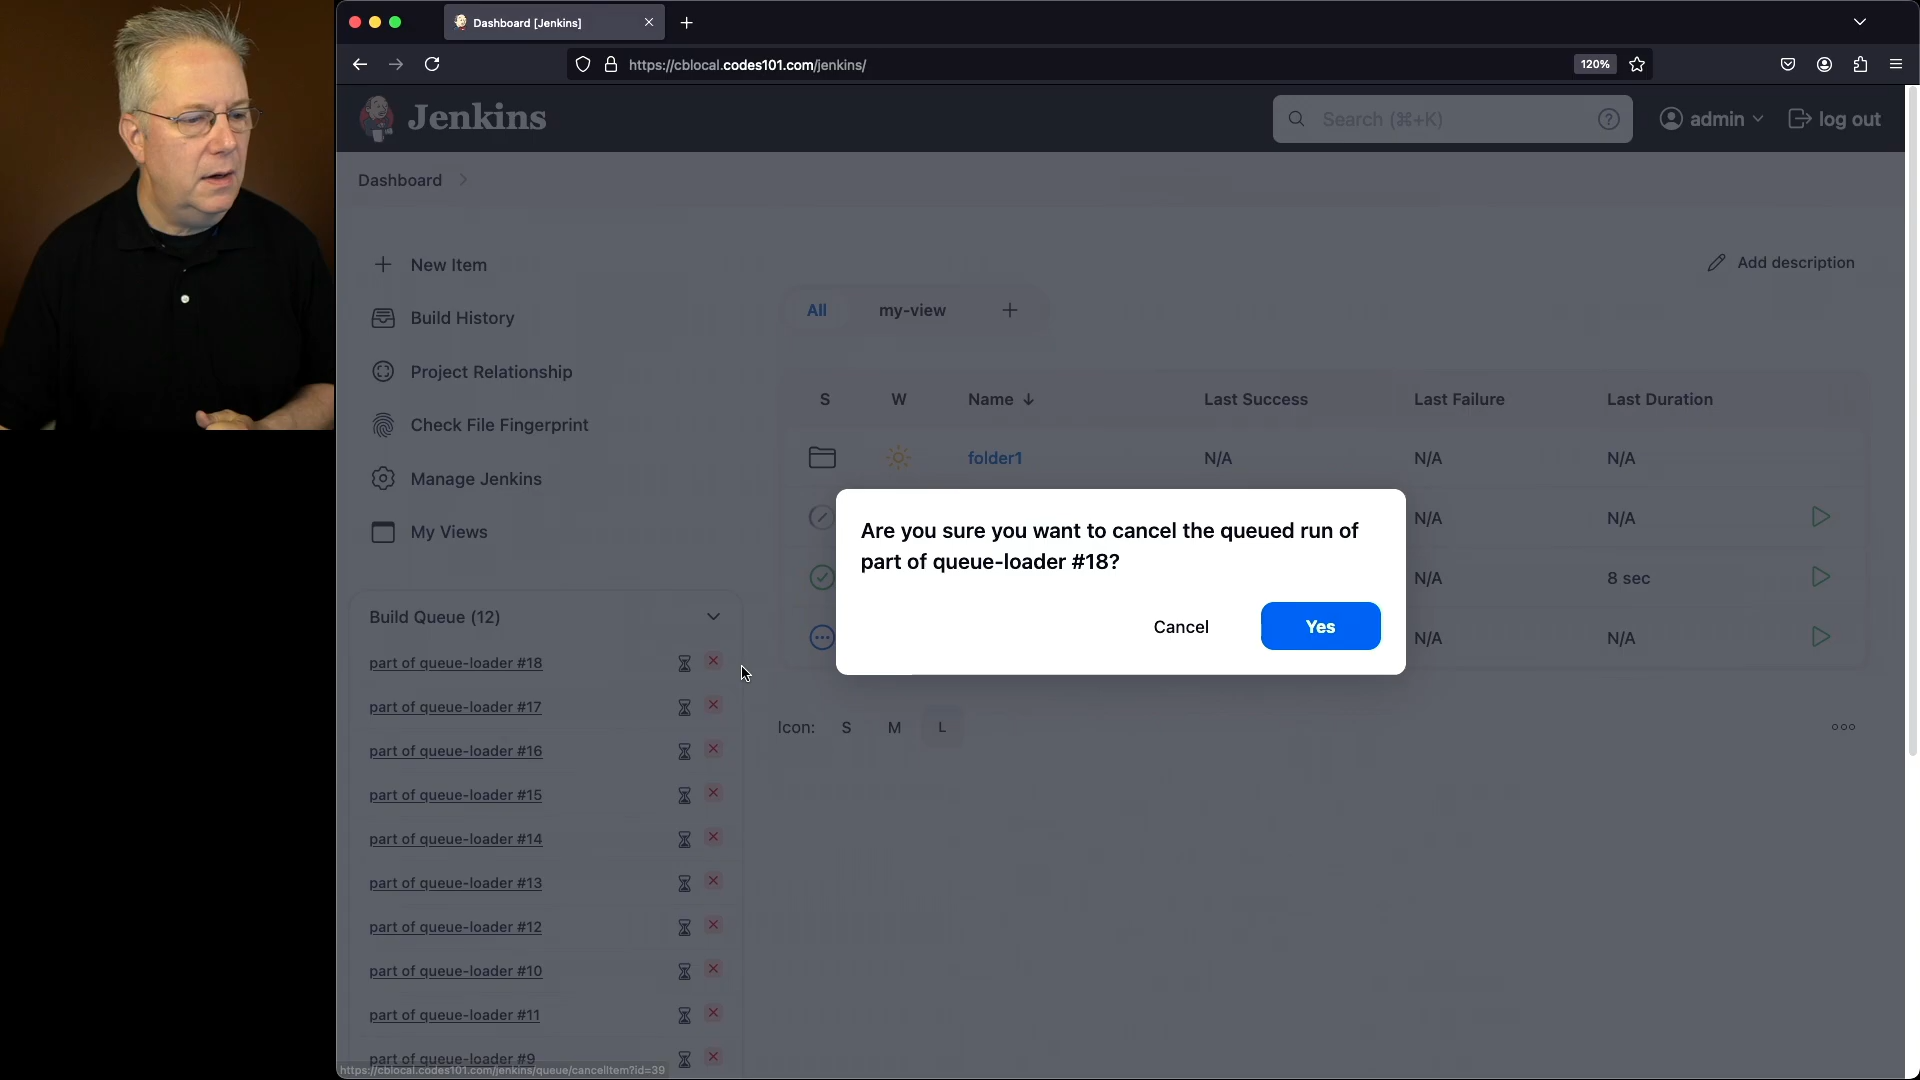 Dashboard [Jenkins]
https://cblocal.codes101.com/jenkins/
120%
Jenkins
Search (⌘+K)
?
admin
log out
Dashboard
New Item
Add description
Build History
All
my-view
Project Relationship
S
W
Name ↓
Last Success
Last Failure
Last Duration
Check File Fingerprint
folder1
N/A
N/A
N/A
Manage Jenkins
My Views
N/A
N/A
N/A
8 sec
N/A
N/A
Are you sure you want to cancel the queued run of
part of queue-loader #18?
Cancel
Yes
Build Queue (12)
part of queue-loader #18
part of queue-loader #17
part of queue-loader #16
part of queue-loader #15
part of queue-loader #14
part of queue-loader #13
part of queue-loader #12
part of queue-loader #10
part of queue-loader #11
part of queue-loader #9
Icon:
S
M
L
https://cblocal.codes101.com/jenkins/queue/cancelItem?id=39